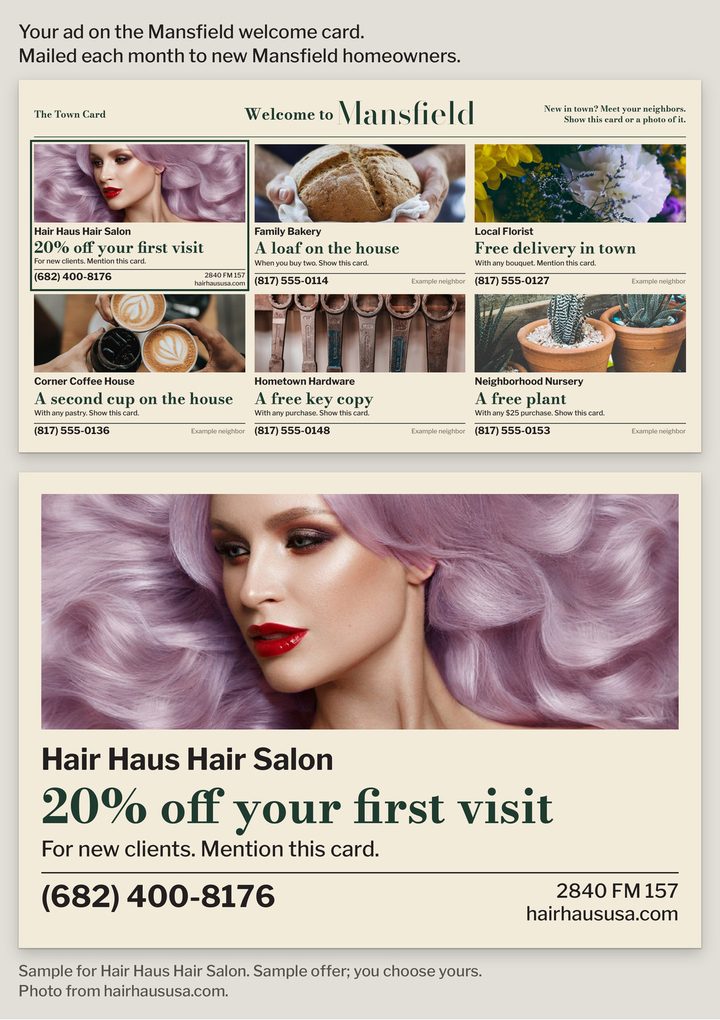 Your ad on the Mansfield welcome card.
Mailed each month to new Mansfield homeowners.
The Town Card
Welcome to Mansfield
New in town? Meet your neighbors.
Show this card or a photo of it.
Hair Haus Hair Salon
20% off your first visit
For new clients. Mention this card.
(682) 400-8176
2840 FM 157
hairhaususa.com
Family Bakery
A loaf on the house
When you buy two. Show this card.
(817) 555-0114
Example neighbor
Local Florist
Free delivery in town
With any bouquet. Mention this card.
(817) 555-0127
Example neighbor
Corner Coffee House
A second cup on the house
With any pastry. Show this card.
(817) 555-0136
Example neighbor
Hometown Hardware
A free key copy
With any purchase. Show this card.
(817) 555-0148
Example neighbor
Neighborhood Nursery
A free plant
With any $25 purchase. Show this card.
(817) 555-0153
Example neighbor
Hair Haus Hair Salon
20% off your first visit
For new clients. Mention this card.
(682) 400-8176
2840 FM 157
hairhaususa.com
Sample for Hair Haus Hair Salon. Sample offer; you choose yours.
Photo from hairhaususa.com.